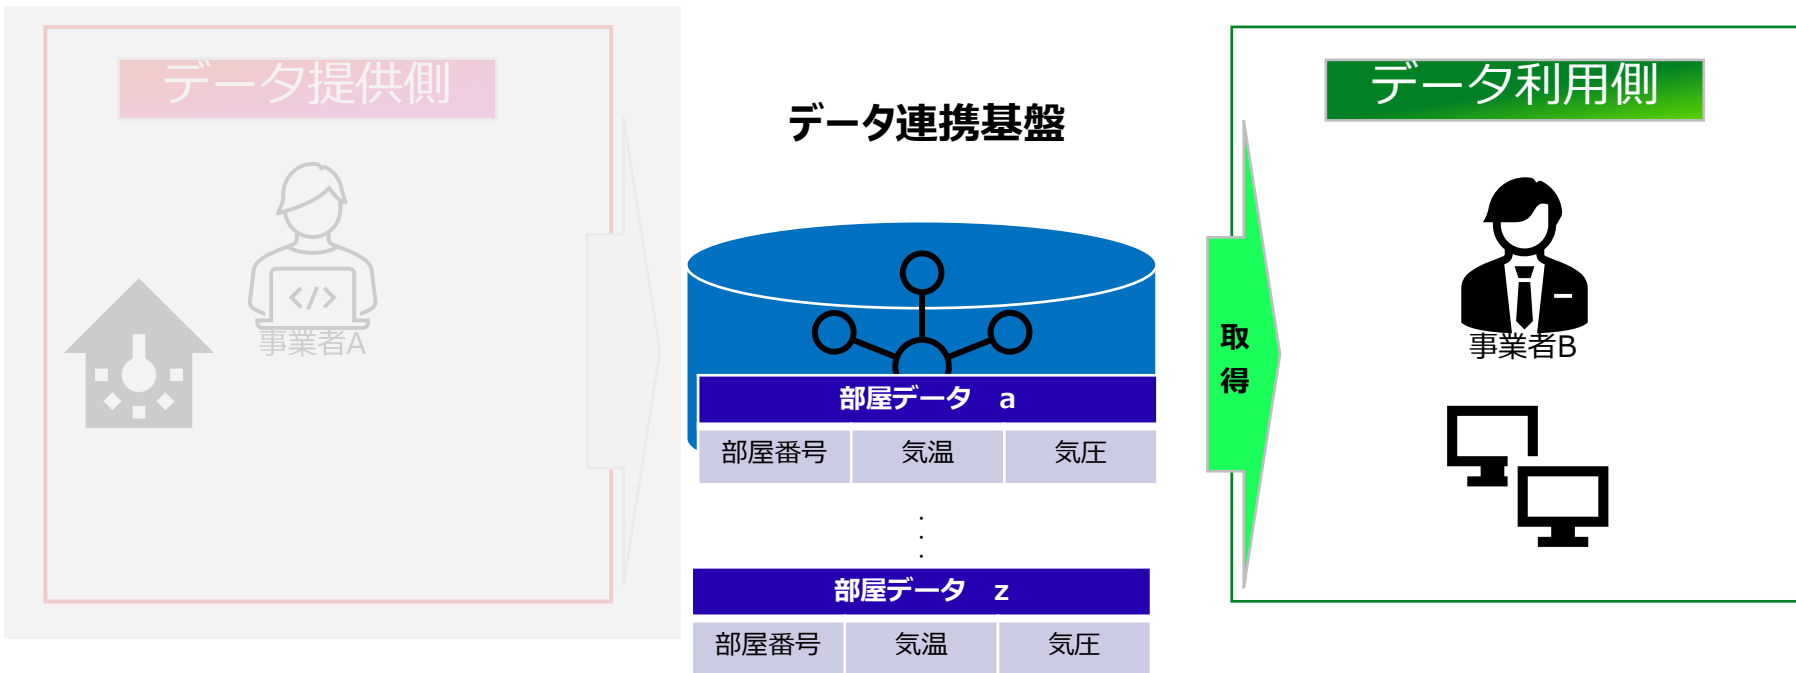 データ提供側
事業者A
データ連携基盤
部屋データ　a
部屋番号 気温 気圧
・
・
・
部屋データ　z
部屋番号 気温 気圧
取
得
データ利用側
事業者B